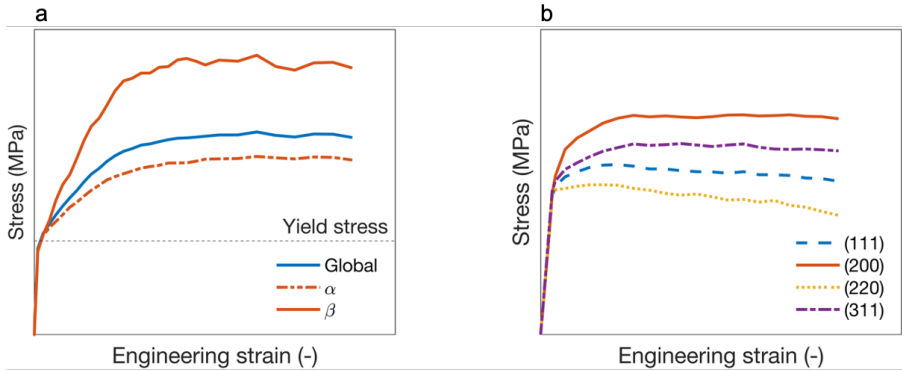 a
Stress (MPa)
Yield stress
Global
α
β
Engineering strain (-)
b
Stress (MPa)
(111)
(200)
(220)
(311)
Engineering strain (-)